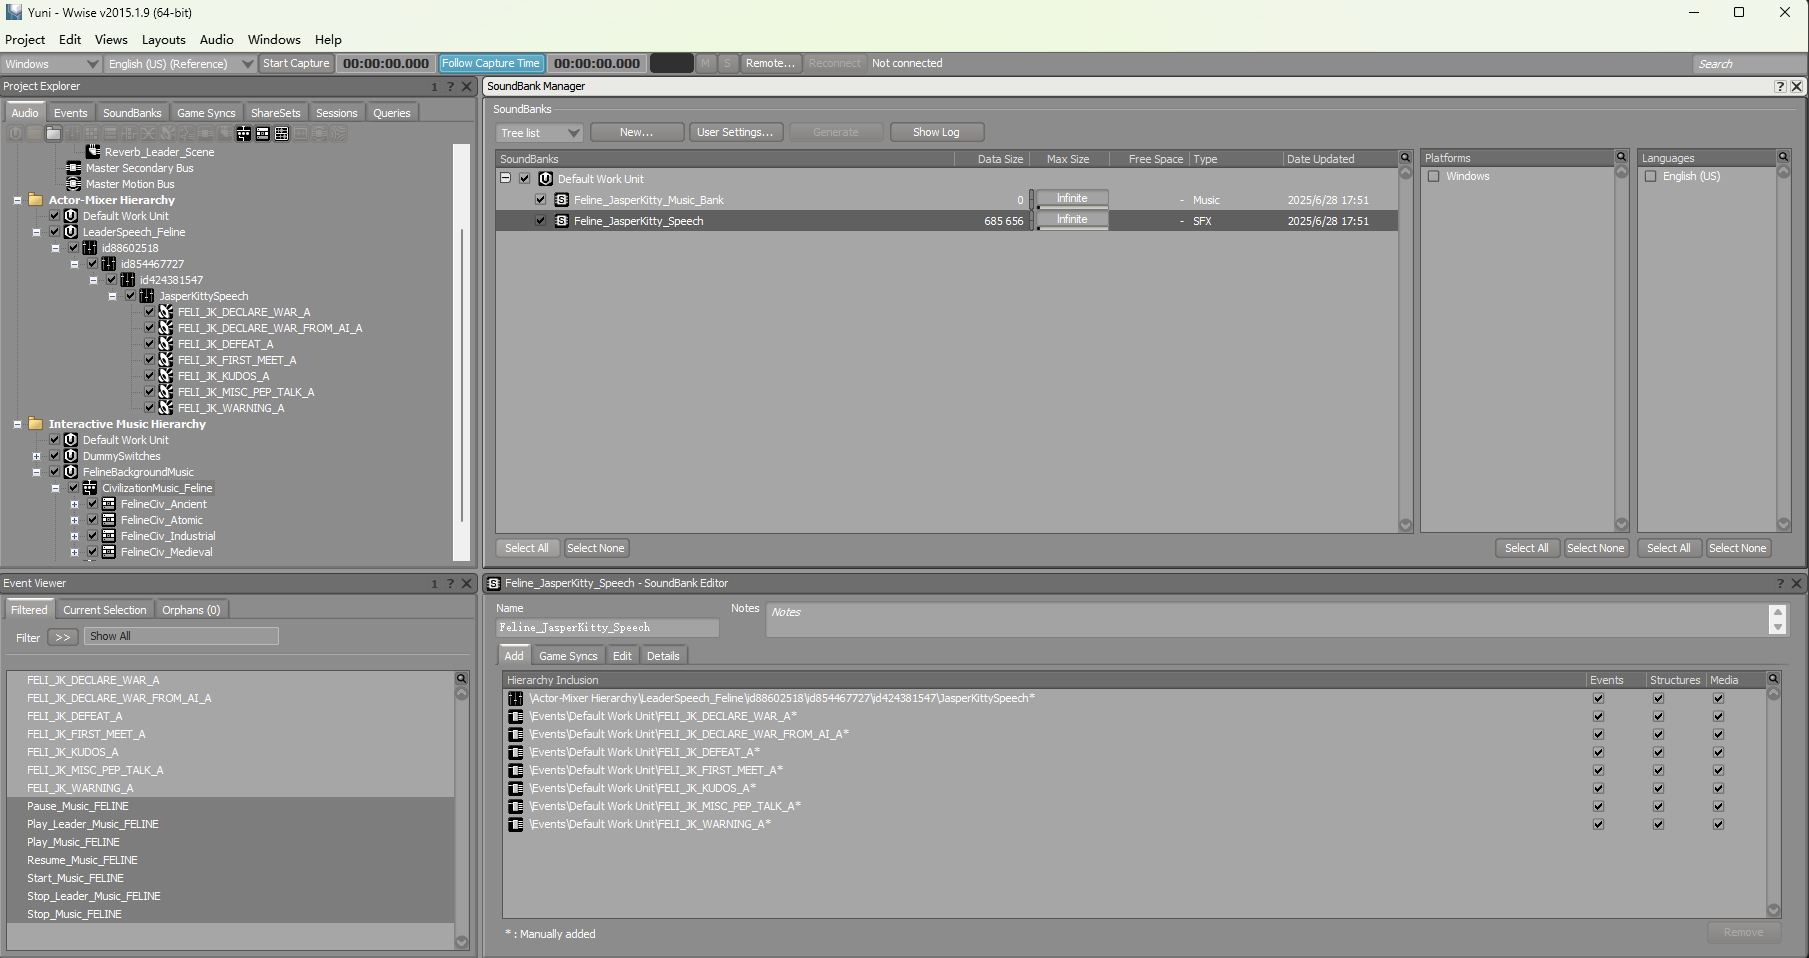 Yuni - Wwise v2015.1.9 (64-bit)
Project Edit Views Layouts Audio Windows Help
Windows English (US) (Reference) Start Capture 00:00:00.000 Follow Capture Time 00:00:00.000 M S Remote... Reconnect Not connected Search
Project Explorer 1 ?
Audio Events SoundBanks Game Syncs ShareSets Sessions Queries
Reverb_Leader_Scene
Master Secondary Bus
Master Motion Bus
Actor-Mixer Hierarchy
Default Work Unit
LeaderSpeech_Feline
id88602518
id854467727
id424381547
JasperKittySpeech
FELI_JK_DECLARE_WAR_A
FELI_JK_DECLARE_WAR_FROM_AI_A
FELI_JK_DEFEAT_A
FELI_JK_FIRST_MEET_A
FELI_JK_KUDOS_A
FELI_JK_MISC_PEP_TALK_A
FELI_JK_WARNING_A
Interactive Music Hierarchy
Default Work Unit
DummySwitches
FelineBackgroundMusic
CivilizationMusic_Feline
FelineCiv_Ancient
FelineCiv_Atomic
FelineCiv_Industrial
FelineCiv_Medieval
SoundBank Manager ?
SoundBanks
Tree list New... User Settings... Generate Show Log
SoundBanks Data Size Max Size Free Space Type Date Updated
Default Work Unit
Feline_JasperKitty_Music_Bank 0 Infinite - Music 2025/6/28 17:51
Feline_JasperKitty_Speech 685 656 Infinite - SFX 2025/6/28 17:51
Select All Select None
Platforms
Windows
Select All Select None
Languages
English (US)
Select All Select None
Event Viewer 1 ?
Filtered Current Selection Orphans (0)
Filter >> Show All
FELI_JK_DECLARE_WAR_A
FELI_JK_DECLARE_WAR_FROM_AI_A
FELI_JK_DEFEAT_A
FELI_JK_FIRST_MEET_A
FELI_JK_KUDOS_A
FELI_JK_MISC_PEP_TALK_A
FELI_JK_WARNING_A
Pause_Music_FELINE
Play_Leader_Music_FELINE
Play_Music_FELINE
Resume_Music_FELINE
Start_Music_FELINE
Stop_Leader_Music_FELINE
Stop_Music_FELINE
Feline_JasperKitty_Speech - SoundBank Editor ?
Name Notes Notes
Feline_JasperKitty_Speech
Add Game Syncs Edit Details
Hierarchy Inclusion Events Structures Media
\Actor-Mixer Hierarchy\LeaderSpeech_Feline\id88602518\id854467727\id424381547\JasperKittySpeech*
\Events\Default Work Unit\FELI_JK_DECLARE_WAR_A*
\Events\Default Work Unit\FELI_JK_DECLARE_WAR_FROM_AI_A*
\Events\Default Work Unit\FELI_JK_DEFEAT_A*
\Events\Default Work Unit\FELI_JK_FIRST_MEET_A*
\Events\Default Work Unit\FELI_JK_KUDOS_A*
\Events\Default Work Unit\FELI_JK_MISC_PEP_TALK_A*
\Events\Default Work Unit\FELI_JK_WARNING_A*
* : Manually added Remove